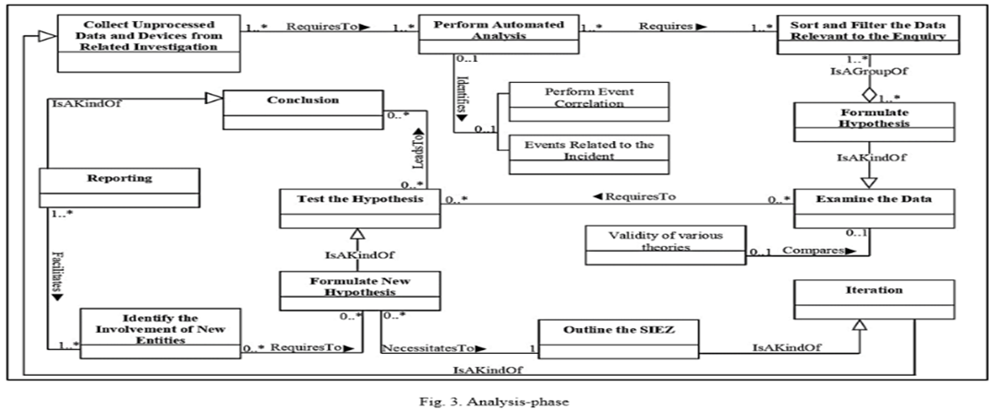 Collect Unprocessed
Data and Devices from
Related Investigation
1..* RequiresTo 1..*
Perform Automated
Analysis
1..* Requires 1..*
Sort and Filter the Data
Relevant to the Enquiry
0..1
1..*
IsAGroupOf
1..*
Identifies
0..1
Perform Event
Correlation
Events Related to the
Incident
IsAKindOf
Conclusion
0..*
LeadsTo
0..*
Formulate
Hypothesis
IsAKindOf
Reporting
1..*
Test the Hypothesis
0..* RequiresTo 0..*
Examine the Data
0..1
Validity of various
theories
0..1 Compares
IsAKindOf
Facilitates
Formulate New
Hypothesis
0..* 0..*
Iteration
Identify the
Involvement of New
Entities
1..*
0..* RequiresTo
NecessitatesTo 1
Outline the SIEZ
IsAKindOf
IsAKindOf
Fig. 3. Analysis-phase